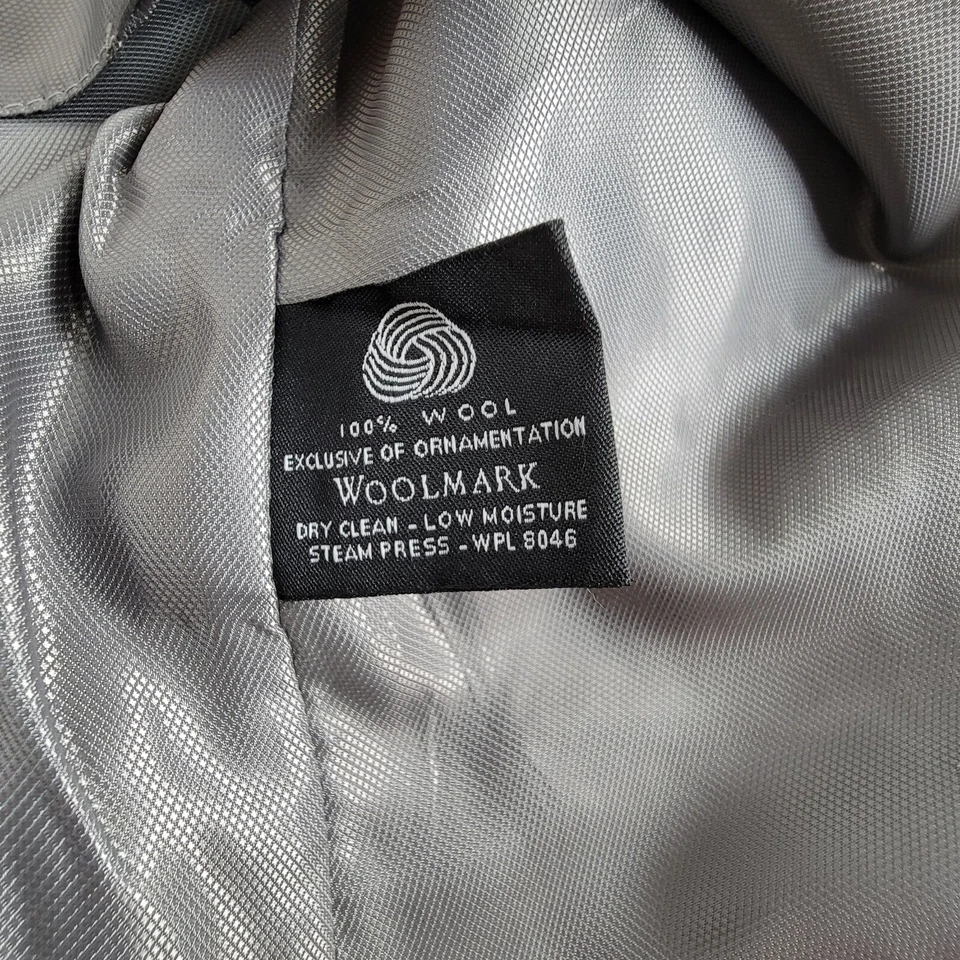 100% WOOL
EXCLUSIVE OF ORNAMENTATION
WOOLMARK
DRY CLEAN - LOW MOISTURE
STEAM PRESS - WPL 8046